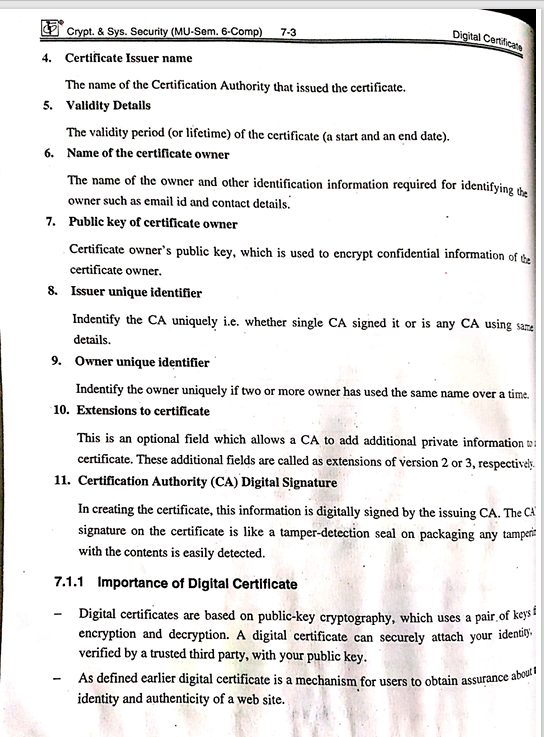 Crypt. & Sys. Security (MU-Sem. 6-Comp) 7-3 Digital Certificate
4. Certificate Issuer name
The name of the Certification Authority that issued the certificate.
5. Validity Details
The validity period (or lifetime) of the certificate (a start and an end date).
6. Name of the certificate owner
The name of the owner and other identification information required for identifying the
owner such as email id and contact details.
7. Public key of certificate owner
Certificate owner's public key, which is used to encrypt confidential information of the
certificate owner.
8. Issuer unique identifier
Indentify the CA uniquely i.e. whether single CA signed it or is any CA using same
details.
9. Owner unique identifier
Indentify the owner uniquely if two or more owner has used the same name over a time.
10. Extensions to certificate
This is an optional field which allows a CA to add additional private information to
certificate. These additional fields are called as extensions of version 2 or 3, respectively.
11. Certification Authority (CA) Digital Signature
In creating the certificate, this information is digitally signed by the issuing CA. The CA
signature on the certificate is like a tamper-detection seal on packaging any
with the contents is easily detected.
7.1.1 Importance of Digital Certificate
– Digital certificates are based on public-key cryptography, which uses a pair of keys
encryption and decryption. A digital certificate can securely attach your identity,
verified by a trusted third party, with your public key.
– As defined earlier digital certificate is a mechanism for users to obtain assurance about
identity and authenticity of a web site.